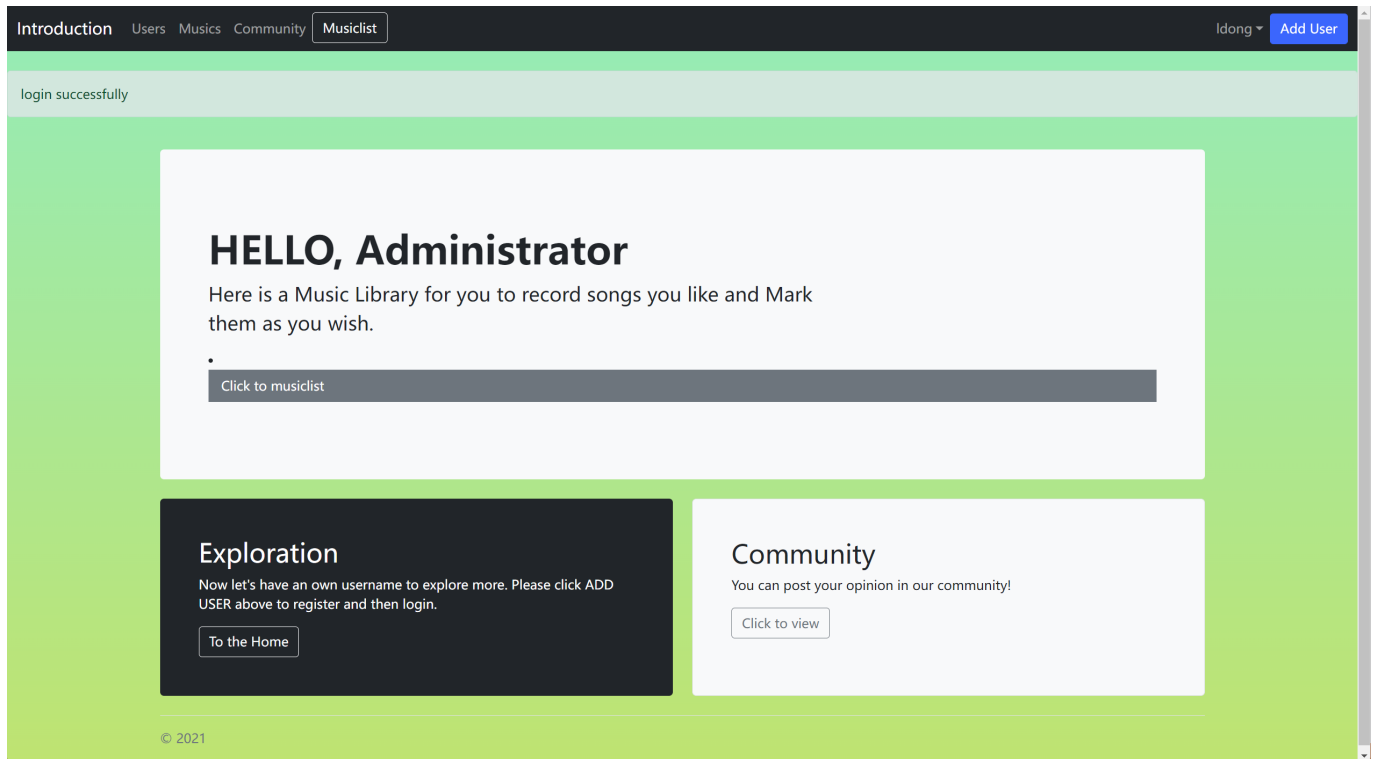 Introduction Users Musics Community Musiclist ldong Add User
login successfully
HELLO, Administrator
Here is a Music Library for you to record songs you like and Mark
them as you wish.
Click to musiclist
Exploration
Now let's have an own username to explore more. Please click ADD
USER above to register and then login.
To the Home
Community
You can post your opinion in our community!
Click to view
© 2021